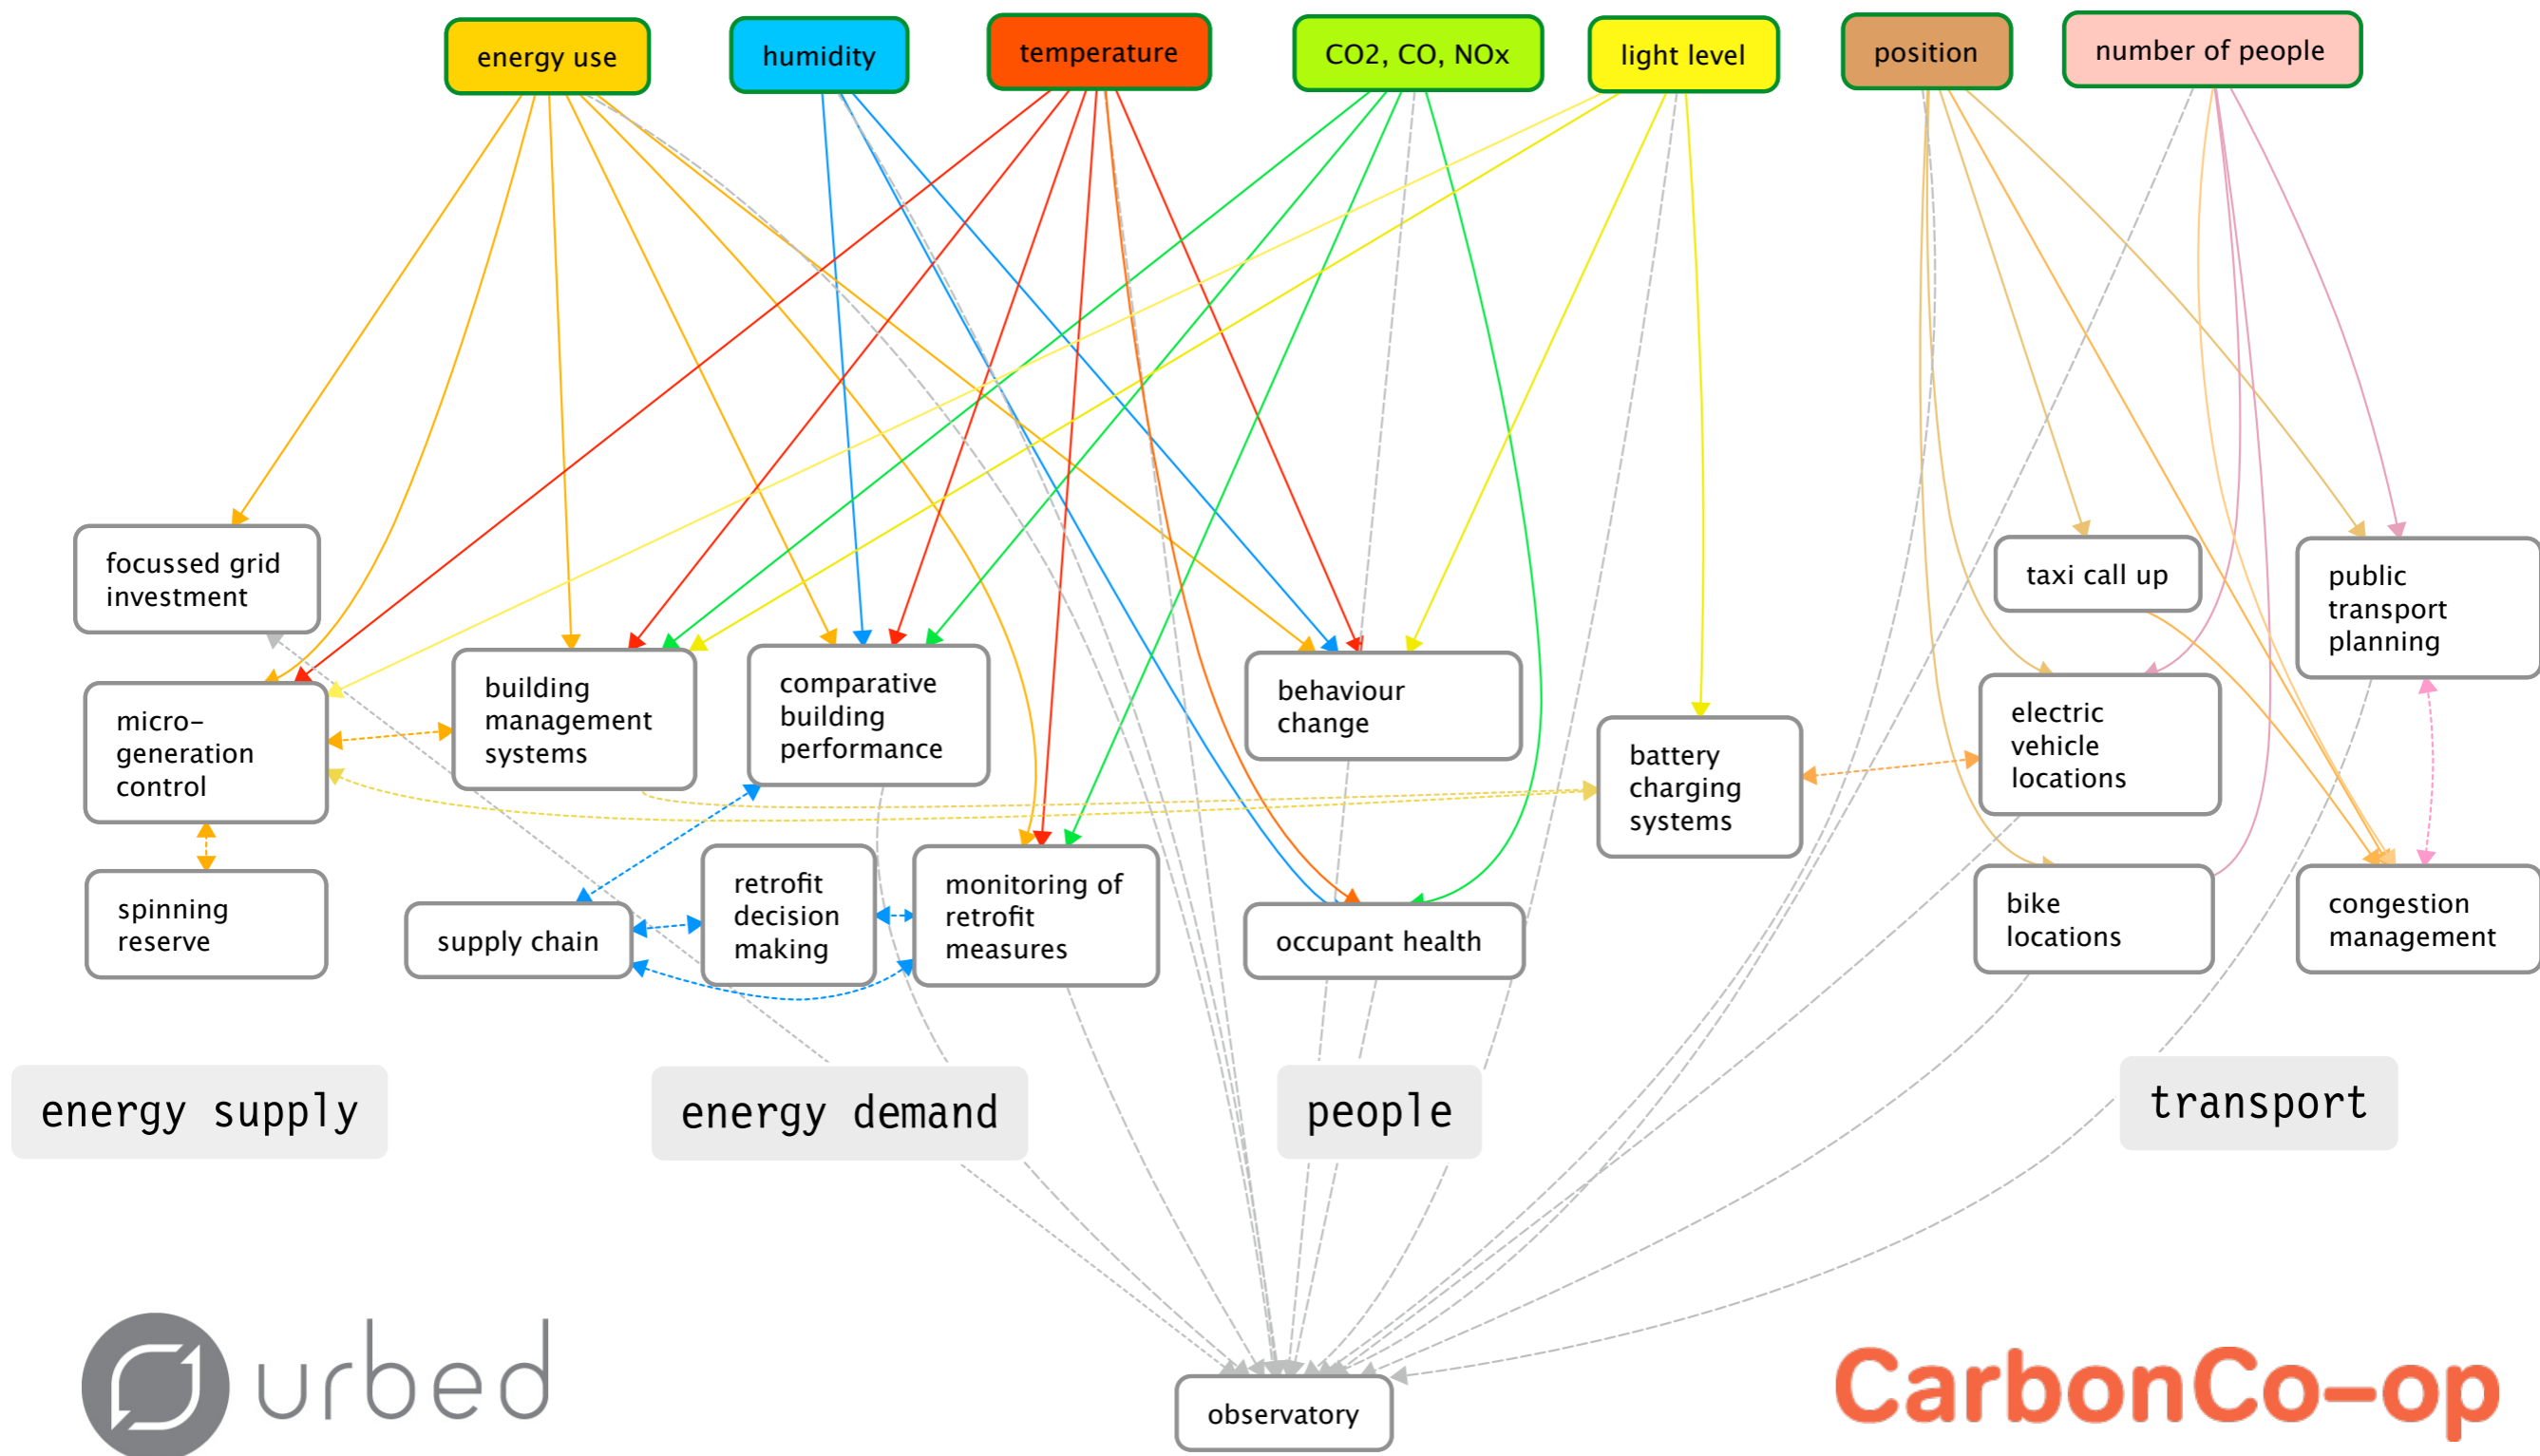 energy use
humidity
temperature
CO2, CO, NOx
light level
position
number of people
focussed grid
investment
taxi call up
public
transport
planning
micro-
generation
control
building
management
systems
comparative
building
performance
behaviour
change
battery
charging
systems
electric
vehicle
locations
spinning
reserve
supply chain
retrofit
decision
making
monitoring of
retrofit
measures
occupant health
bike
locations
congestion
management
energy supply
energy demand
people
transport
urbed
observatory
CarbonCo-op